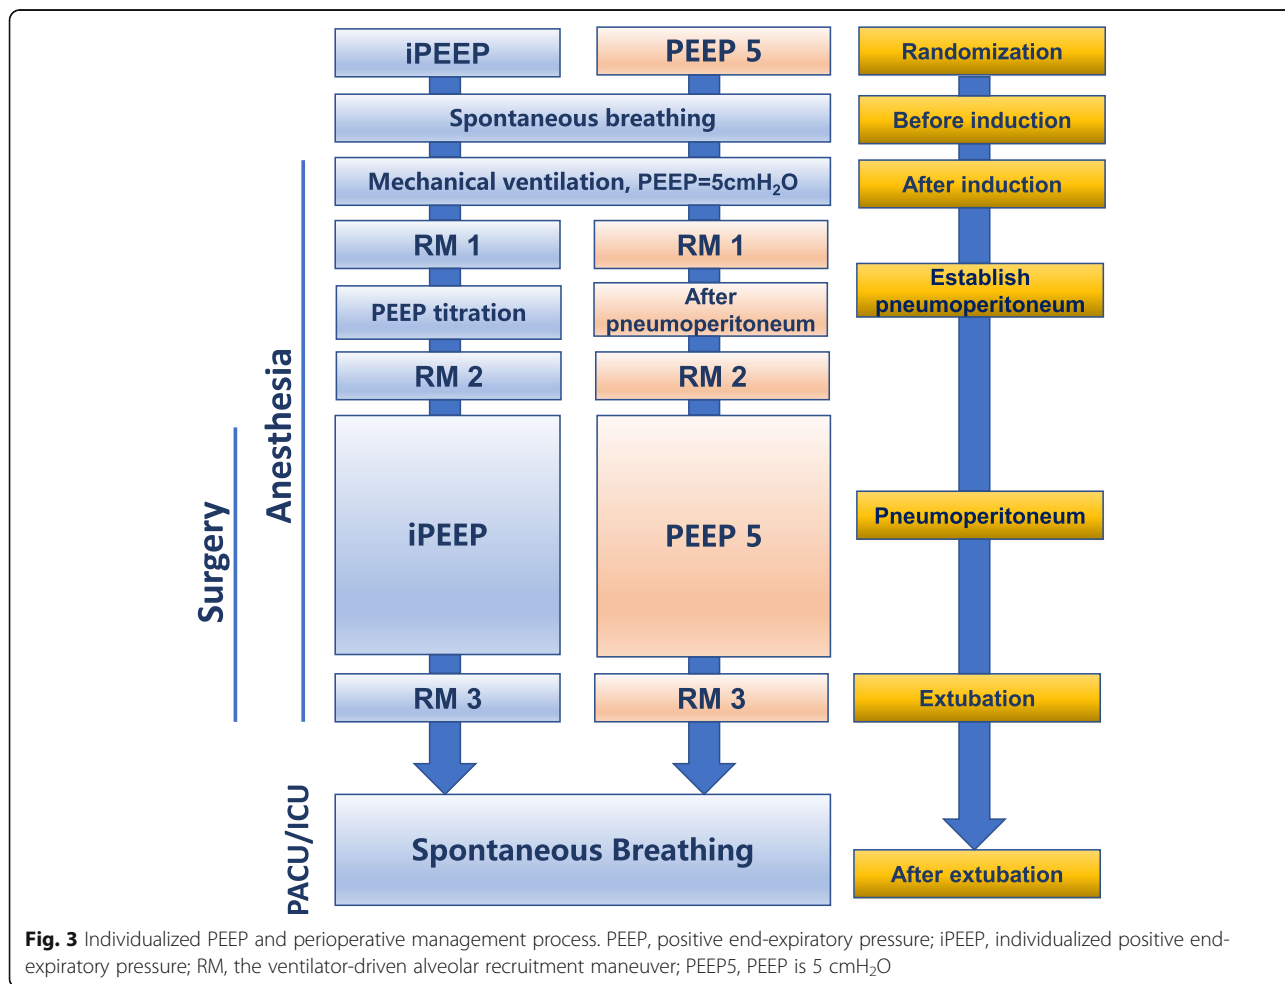 iPEEP
PEEP 5
Randomization
Spontaneous breathing
Before induction
Mechanical ventilation, PEEP=5cmH₂O
After induction
RM 1
RM 1
Establish
pneumoperitoneum
PEEP titration
After
pneumoperitoneum
RM 2
RM 2
Anesthesia
Surgery
iPEEP
PEEP 5
Pneumoperitoneum
RM 3
RM 3
Extubation
PACU/ICU
Spontaneous Breathing
After extubation
Fig. 3 Individualized PEEP and perioperative management process. PEEP, positive end-expiratory pressure; iPEEP, individualized positive end-
expiratory pressure; RM, the ventilator-driven alveolar recruitment maneuver; PEEP5, PEEP is 5 cmH₂O